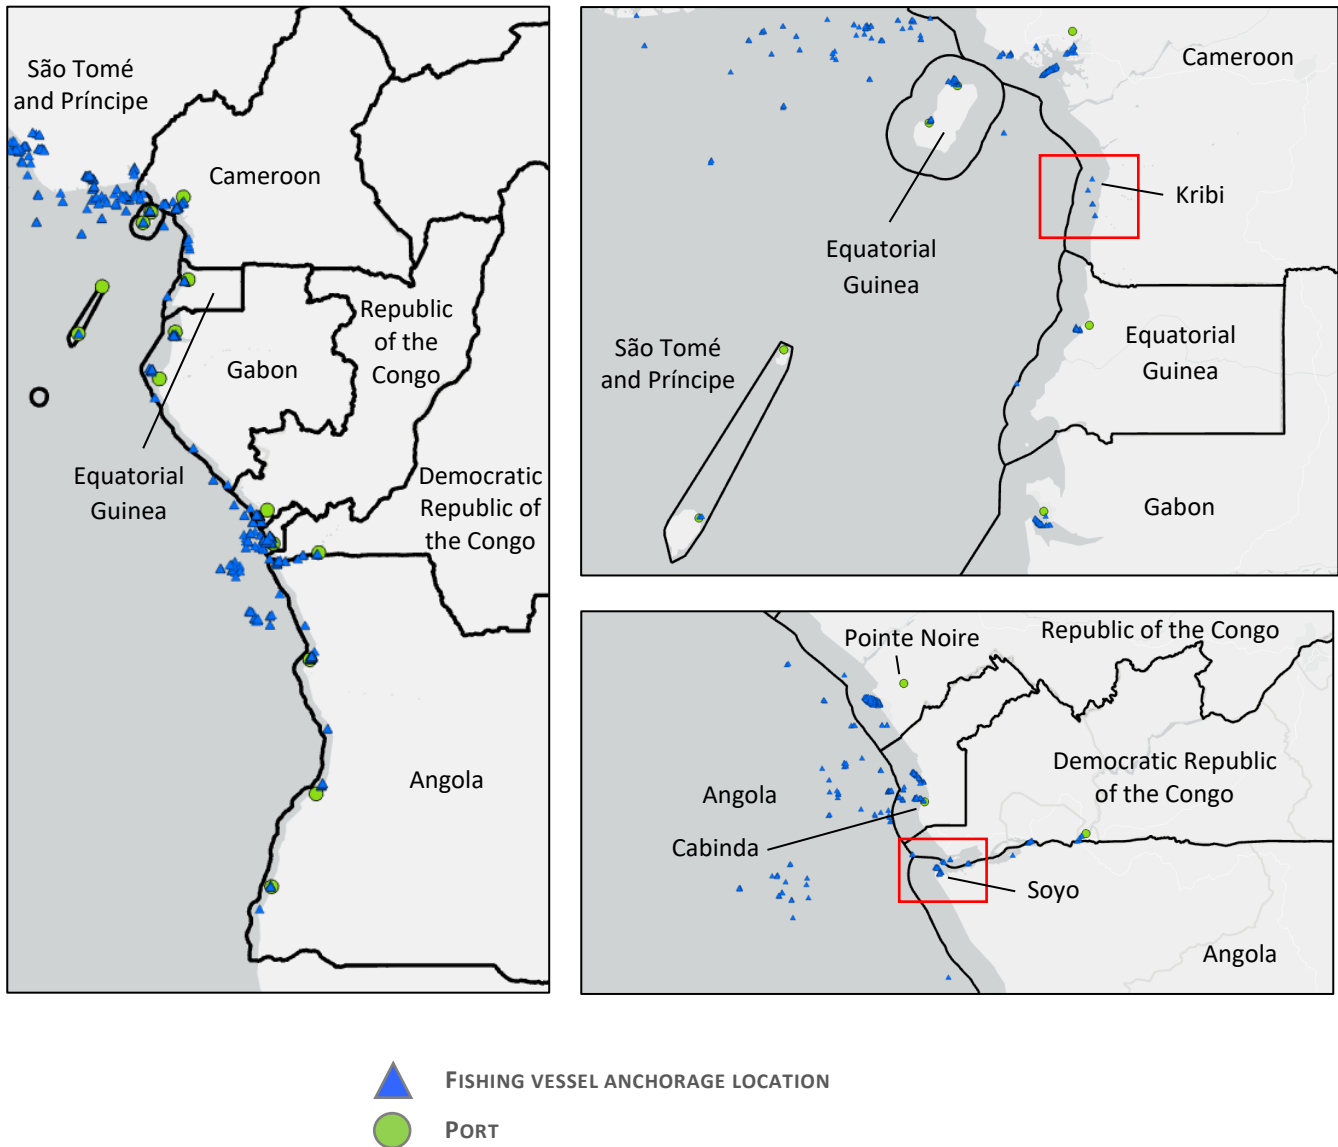 São Tomé
and Príncipe
Cameroon
Republic
of the
Congo
Gabon
Equatorial
Guinea
Democratic
Republic of
the Congo
Angola
Cameroon
Kribi
Equatorial
Guinea
São Tomé
and Príncipe
Equatorial
Guinea
Gabon
Republic of the Congo
Pointe Noire
Democratic Republic
of the Congo
Angola
Cabinda
Soyo
Angola
FISHING VESSEL ANCHORAGE LOCATION
PORT